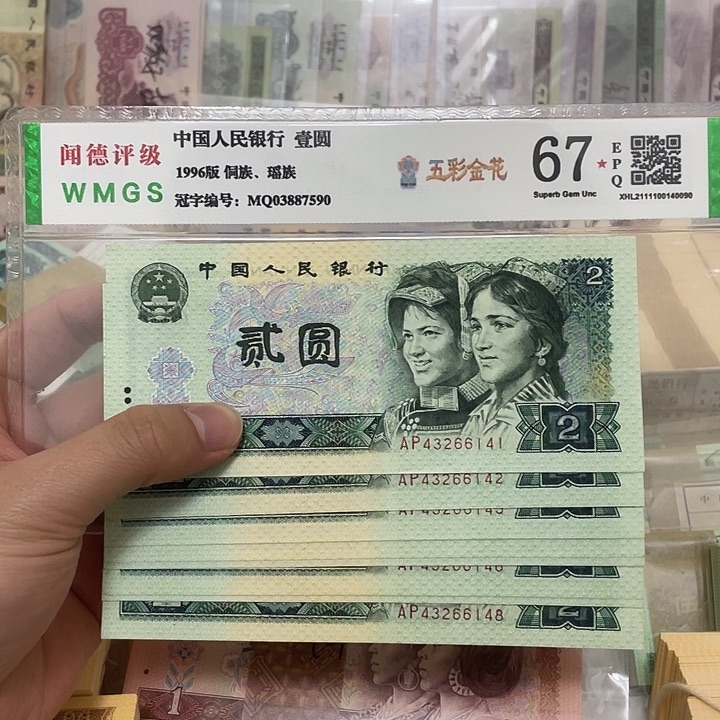 闻德评级
WMGS
中国人民银行 壹圆
1996版 侗族、瑶族
冠字编号: MQ03887590
五彩金花
67
★
EPQ
Superb Gem Unc
XHL2111100140090
中国人民银行
2
贰圆
2
AP43266141
AP43266142
AP43266148
1